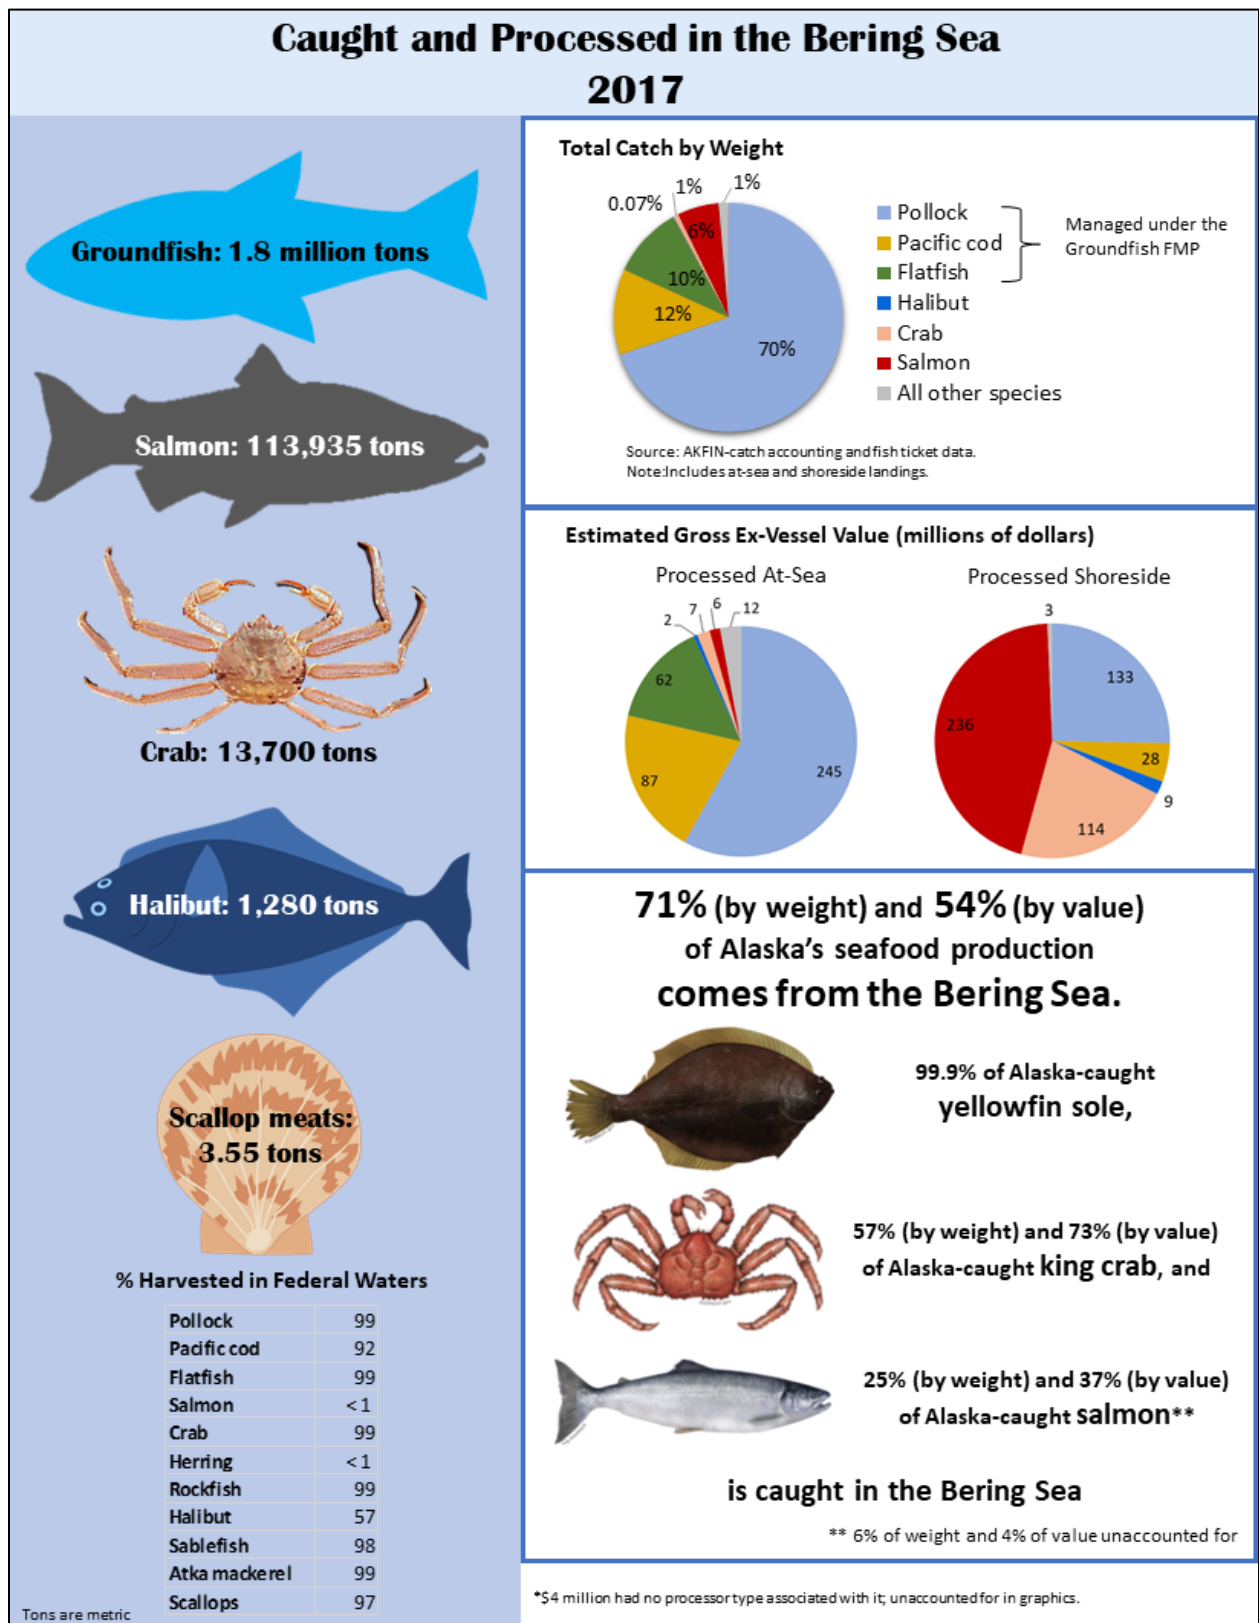 Caught and Processed in the Bering Sea
2017
Groundfish: 1.8 million tons
Salmon: 113,935 tons
Crab: 13,700 tons
Halibut: 1,280 tons
Scallop meats:
3.55 tons
% Harvested in Federal Waters
Pollock 99
Pacific cod 92
Flatfish 99
Salmon <1
Crab 99
Herring <1
Rockfish 99
Halibut 57
Sablefish 98
Atka mackerel 99
Scallops 97
Tons are metric
Total Catch by Weight
0.07%
1%
1%
6%
10%
12%
70%
Pollock
Pacific cod
Flatfish
Halibut
Crab
Salmon
All other species
Managed under the
Groundfish FMP
Source: AKFIN-catch accounting and fish ticket data.
Note:Includes at-sea and shoreside landings.
Estimated Gross Ex-Vessel Value (millions of dollars)
Processed At-Sea
2
7
6
12
62
87
245
Processed Shoreside
3
133
236
28
9
114
71% (by weight) and 54% (by value)
of Alaska's seafood production
comes from the Bering Sea.
99.9% of Alaska-caught
yellowfin sole,
57% (by weight) and 73% (by value)
of Alaska-caught king crab, and
25% (by weight) and 37% (by value)
of Alaska-caught salmon**
is caught in the Bering Sea
** 6% of weight and 4% of value unaccounted for
*$4 million had no processor type associated with it; unaccounted for in graphics.